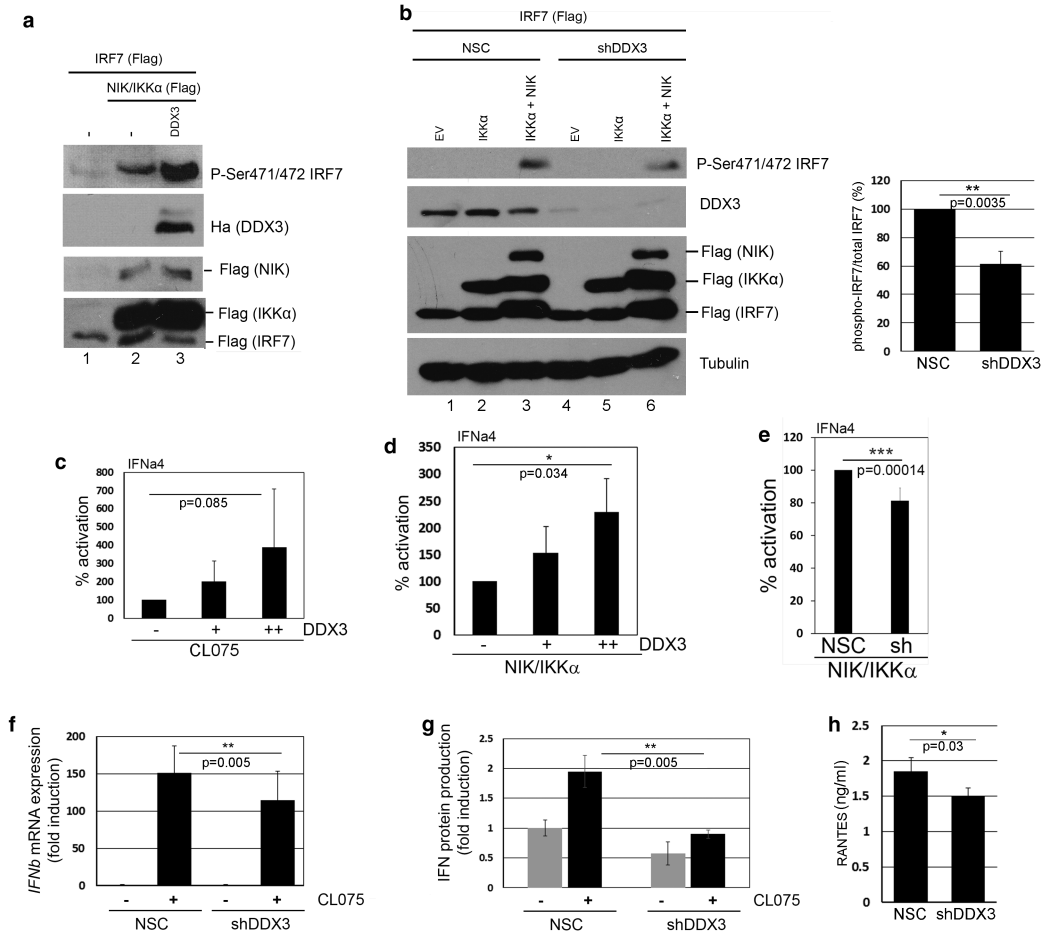 a
IRF7 (Flag)
NIK/IKKα (Flag)
- - DDX3
P-Ser471/472 IRF7
Ha (DDX3)
Flag (NIK)
Flag (IKKα)
Flag (IRF7)
1 2 3
b
IRF7 (Flag)
NSC shDDX3
EV IKKα IKKα + NIK EV IKKα IKKα + NIK
P-Ser471/472 IRF7
DDX3
Flag (NIK)
Flag (IKKα)
Flag (IRF7)
Tubulin
1 2 3 4 5 6
phospho-IRF7/total IRF7 (%)
120
100
80
60
40
20
0
**
p=0.0035
NSC shDDX3
c
IFNa4
% activation
800
700
600
500
400
300
200
100
p=0.085
- + ++ DDX3
CL075
d
IFNa4
% activation
350
300
250
200
150
100
50
0
*
p=0.034
- + ++ DDX3
NIK/IKKα
e
IFNa4
% activation
120
100
80
60
40
20
0
***
p=0.00014
NSC sh
NIK/IKKα
f
IFNb mRNA expression
(fold induction)
200
150
100
50
0
**
p=0.005
- + - + CL075
NSC shDDX3
g
IFN protein production
(fold induction)
2.5
2
1.5
1
0.5
0
**
p=0.005
- + - + CL075
NSC shDDX3
h
RANTES (ng/ml)
2.5
2
1.5
1
0.5
0
*
p=0.03
NSC shDDX3